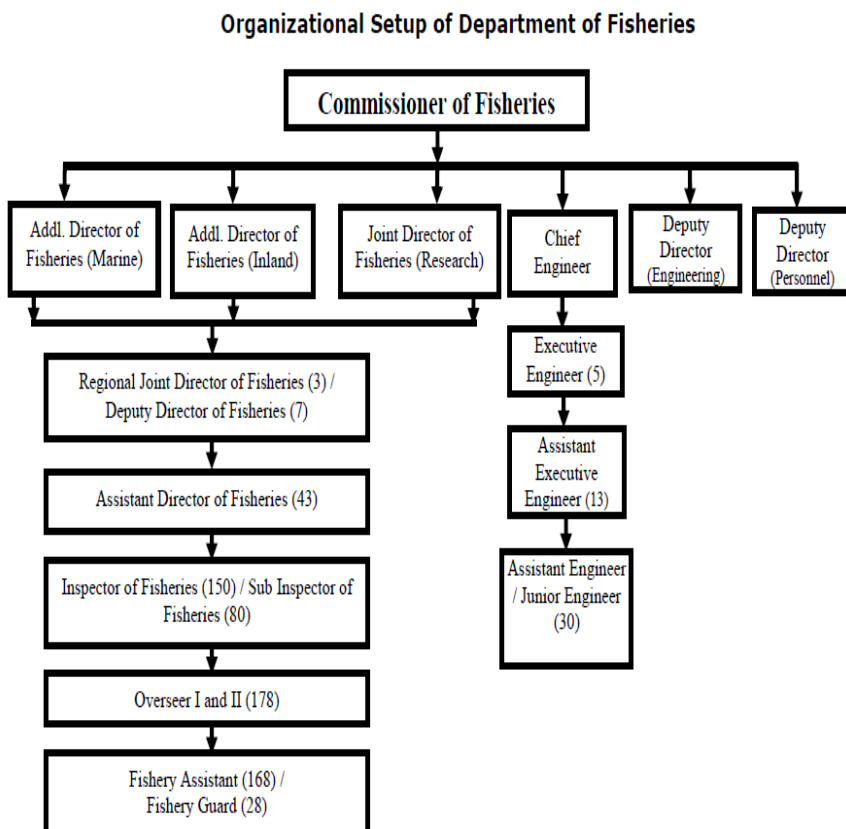 Organizational Setup of Department of Fisheries
Commissioner of Fisheries
Addl. Director of
Fisheries (Marine)
Addl. Director of
Fisheries (Inland)
Joint Director of
Fisheries (Research)
Chief
Engineer
Deputy
Director
(Engineering)
Deputy
Director
(Personnel)
Regional Joint Director of Fisheries (3) /
Deputy Director of Fisheries (7)
Assistant Director of Fisheries (43)
Inspector of Fisheries (150) / Sub Inspector of
Fisheries (80)
Overseer I and II (178)
Fishery Assistant (168) /
Fishery Guard (28)
Executive
Engineer (5)
Assistant
Executive
Engineer (13)
Assistant Engineer
/ Junior Engineer
(30)